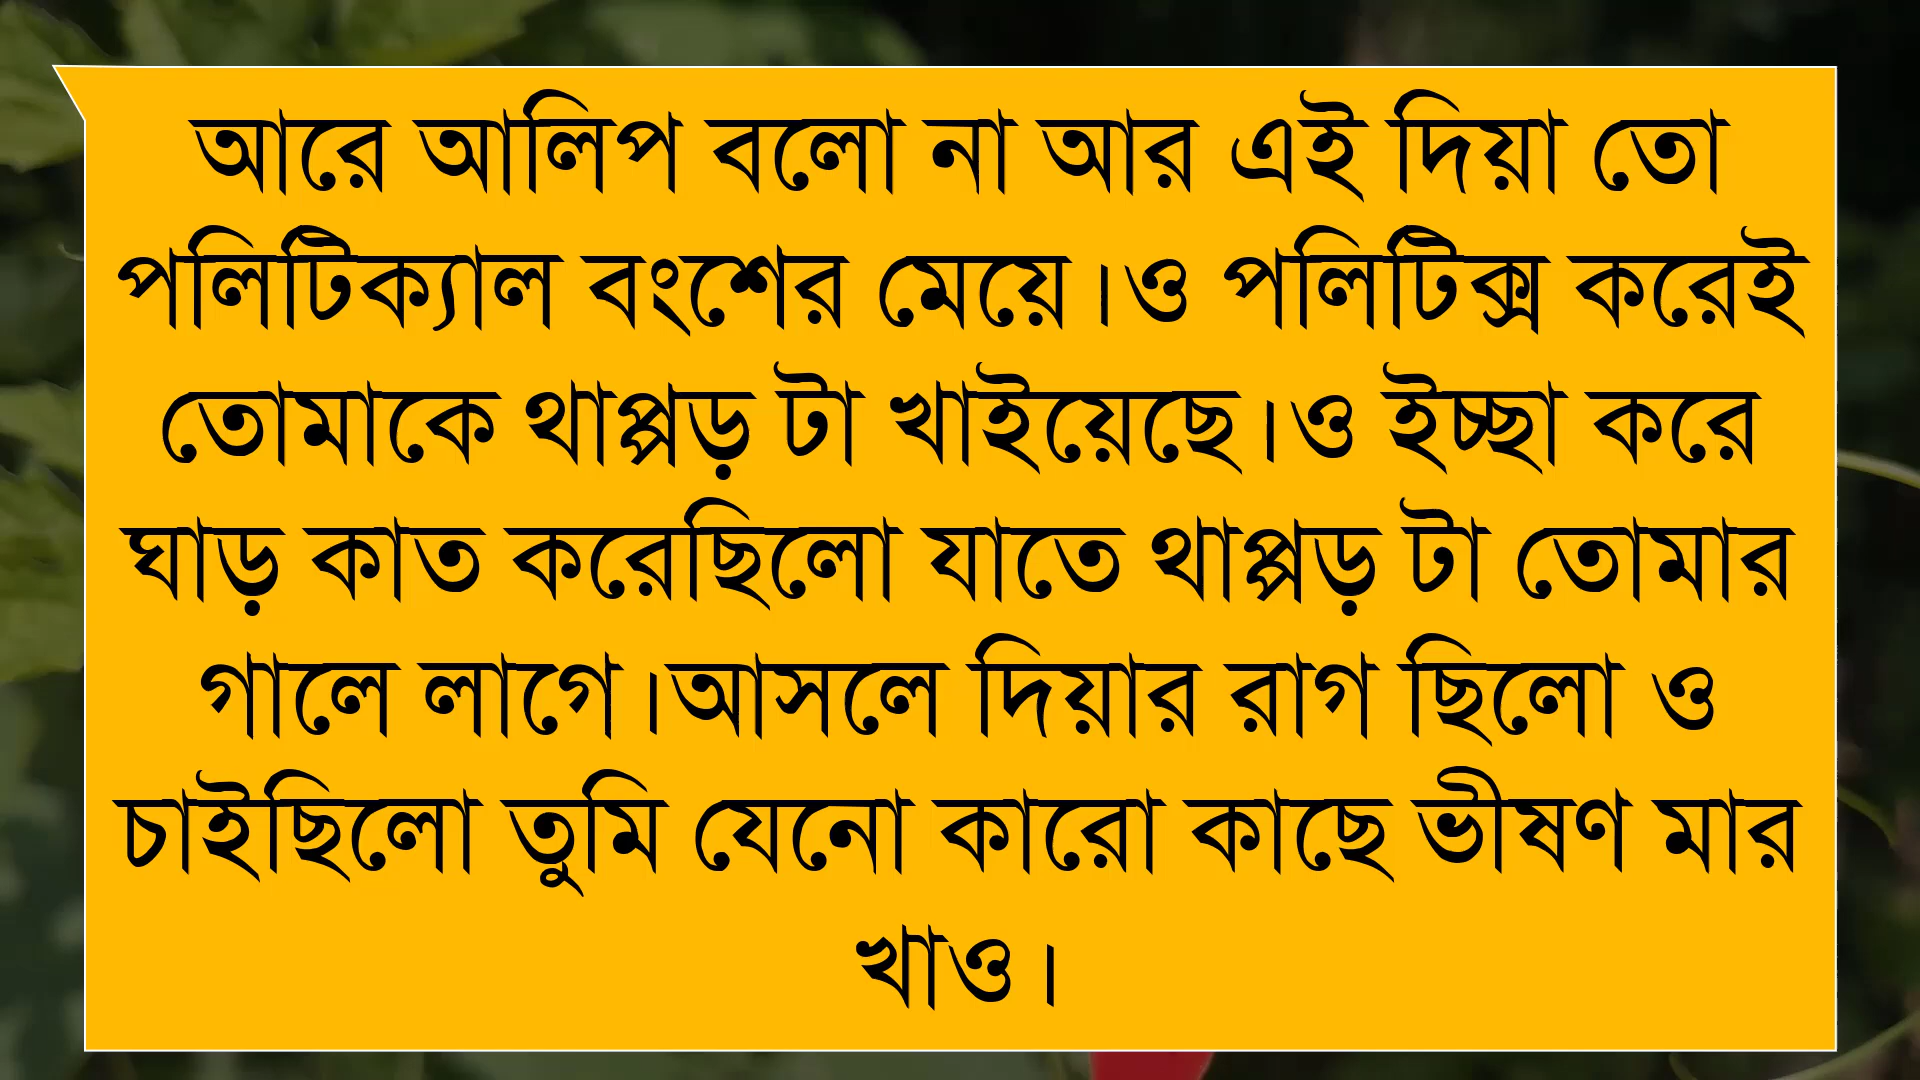 আরে আলিপ বলো না আর এই দিয়া তো
পলিটিক্যাল বংশের মেয়ে।ও পলিটিক্স করেই
তোমাকে থাপ্পড় টা খাইয়েছে।ও ইচ্ছা করে
ঘাড় কাত করেছিলো যাতে থাপ্পড় টা তোমার
গালে লাগে।আসলে দিয়ার রাগ ছিলো ও
চাইছিলো তুমি যেনো কারো কাছে ভীষণ মার
খাও।